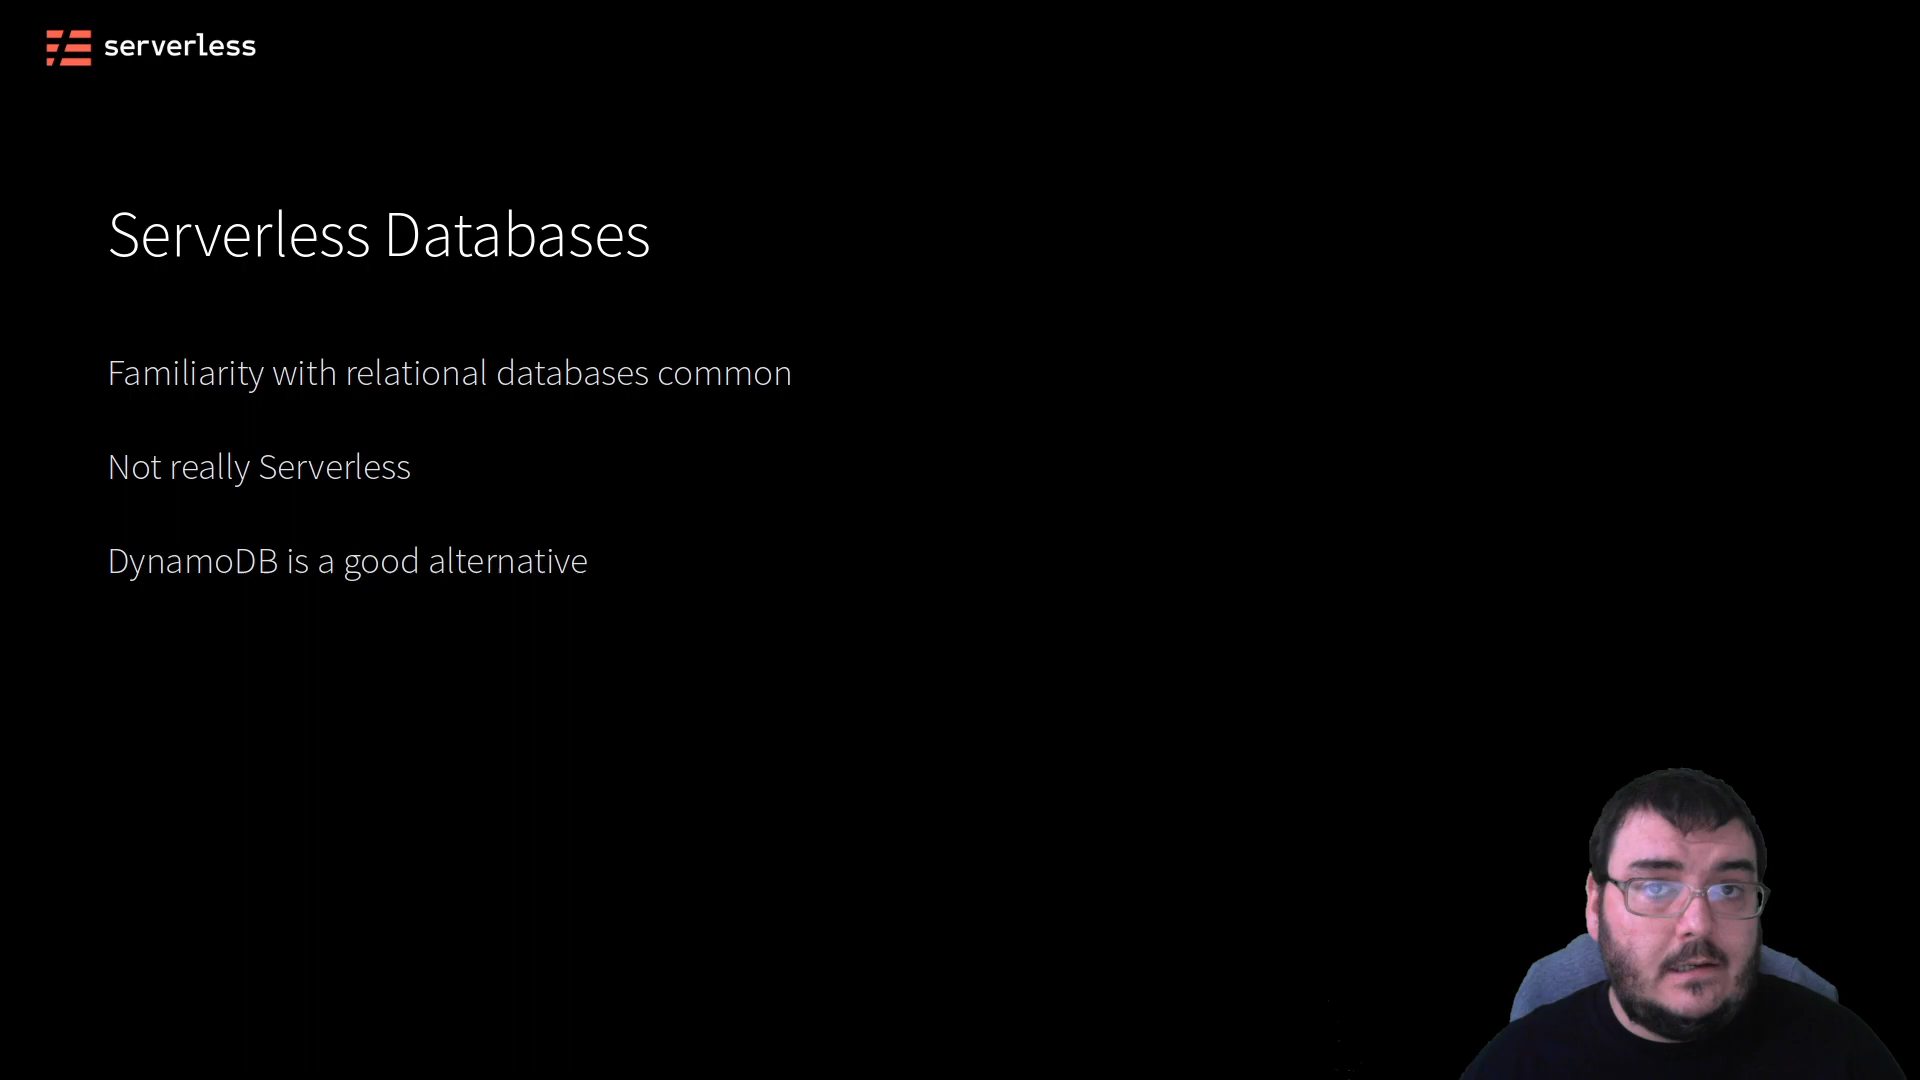 serverless
Serverless Databases
Familiarity with relational databases common
Not really Serverless
DynamoDB is a good alternative